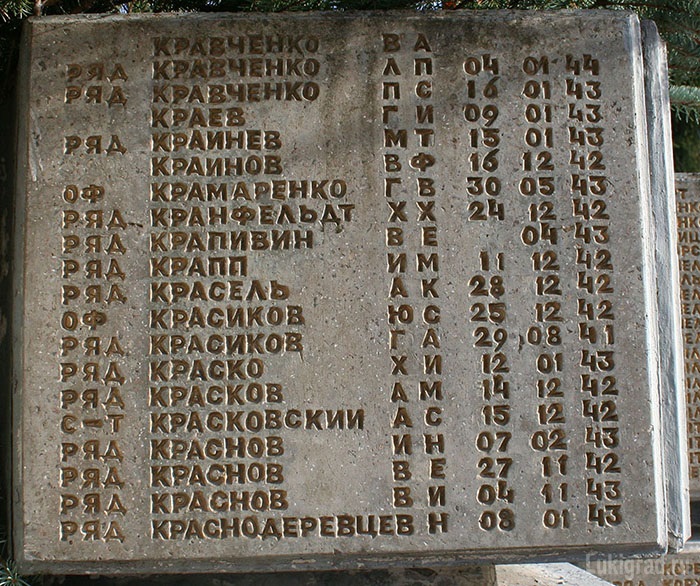 КРАВЧЕНКО В А
РЯД КРАВЧЕНКО Л П 04 01 44
РЯД КРАВЧЕНКО П С 16 01 43
КРАЕВ Г И 09 01 43
РЯД КРАИНЕВ М Т 15 01 43
КРАИНОВ В Ф 16 12 42
ОФ КРАМАРЕНКО Г В 30 05 43
РЯД КРАНФЕЛЬДТ Х Х 24 12 42
РЯД КРАПИВИН В Е 04 43
РЯД КРАПП И М 11 12 42
РЯД КРАСЕЛЬ А К 28 12 42
ОФ КРАСИКОВ Ю С 25 12 42
РЯД КРАСИКОВ Г А 29 08 41
РЯД КРАСКО Х И 12 01 43
РЯД КРАСКОВ А М 14 12 42
С-Т КРАСКОВСКИИ А С 15 12 42
РЯД КРАСНОВ И Н 07 02 43
РЯД КРАСНОВ В Е 27 11 42
РЯД КРАСНОВ В И 04 11 43
РЯД КРАСНОДЕРЕВЦЕВ Н 08 01 43